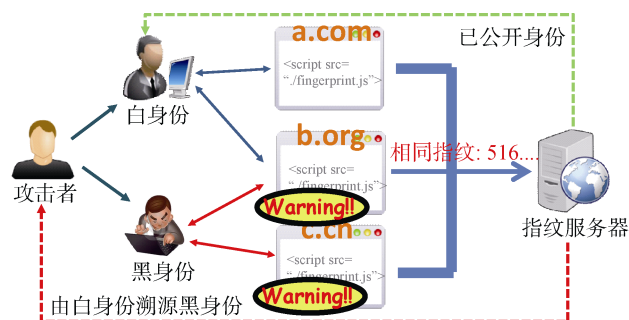 a.com
已公开身份
<script src=
“./fingerprint.js”>
白身份
b.org
相同指纹: 516....
<script src=
“./fingerprint.js”>
攻击者
Warning!!
指纹服务器
c.cn
黑身份
<script src=
“./fingerprint.js”>
Warning!!
由白身份溯源黑身份